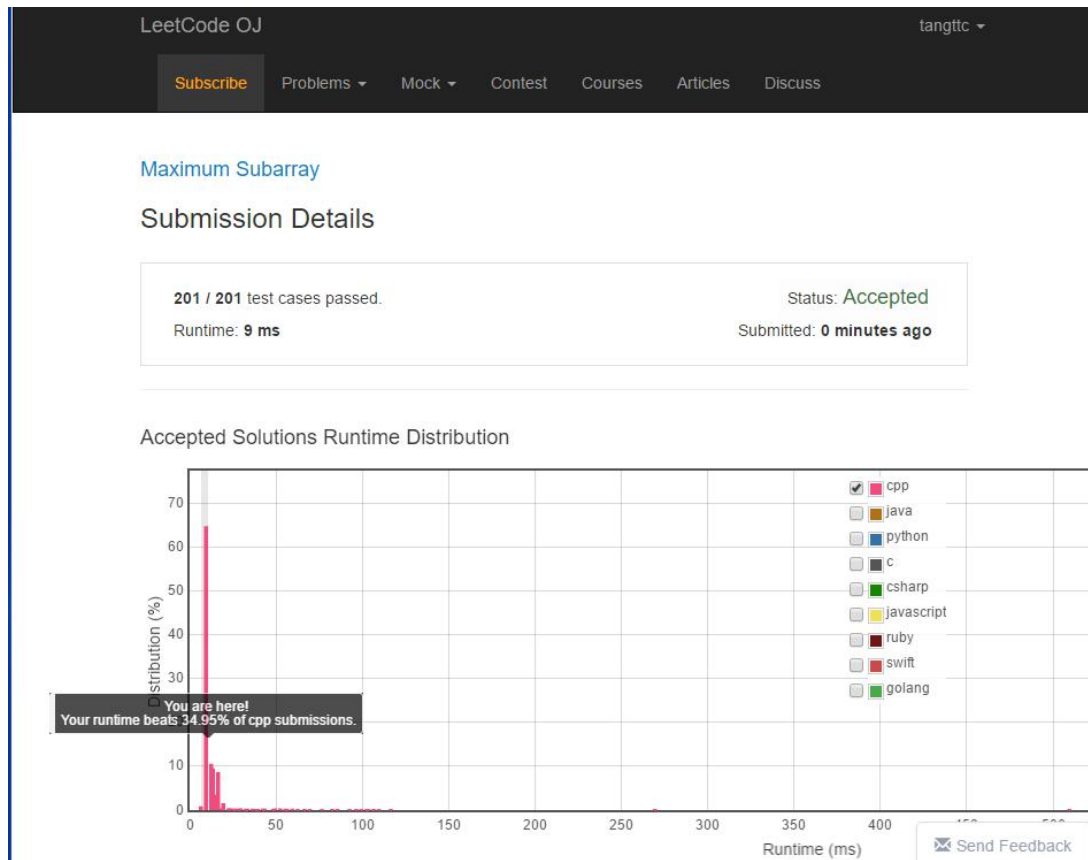 LeetCode OJ
tangttc
Subscribe Problems Mock Contest Courses Articles Discuss
Maximum Subarray
Submission Details
201 / 201 test cases passed.
Status: Accepted
Runtime: 9 ms
Submitted: 0 minutes ago
Accepted Solutions Runtime Distribution
cpp
java
python
c
csharp
javascript
ruby
swift
golang
Distribution (%)
70
60
50
40
30
10
0
You are here!
Your runtime beats 34.95% of cpp submissions.
0 50 100 150 200 250 300 350 400
Runtime (ms)
Send Feedback